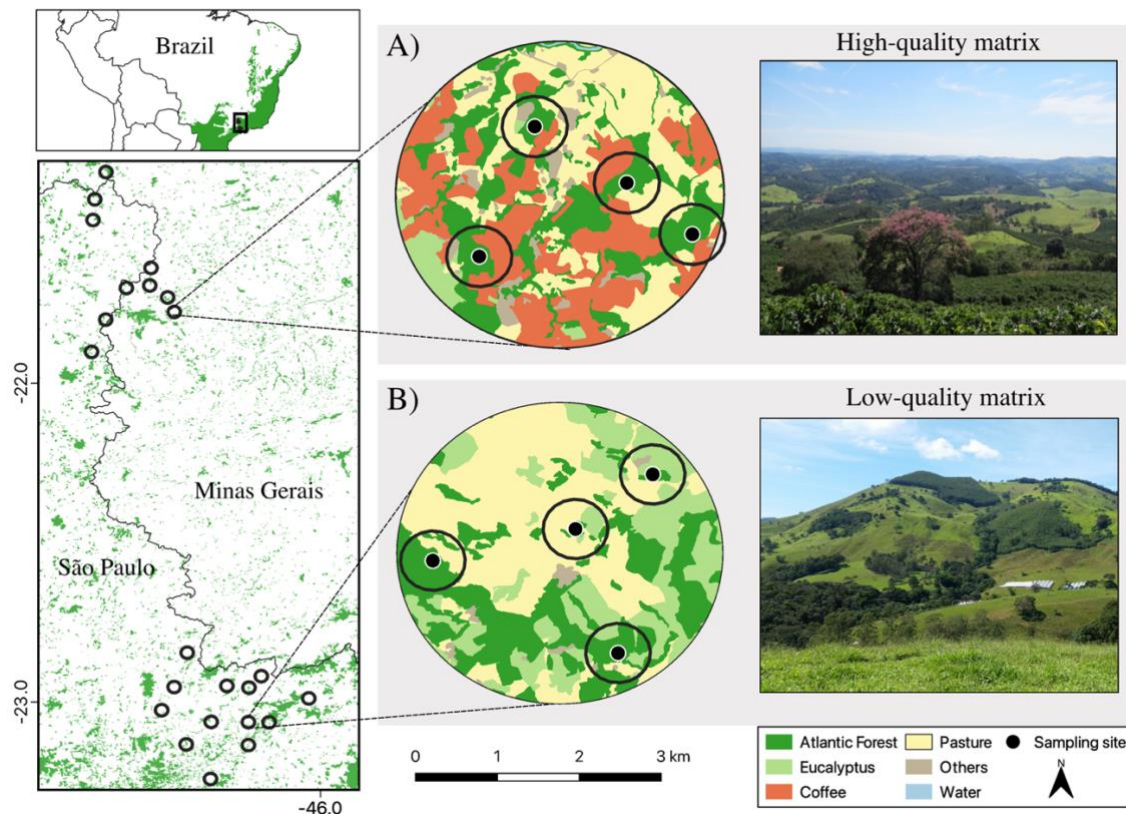 Brazil
-22.0
Minas Gerais
São Paulo
-23.0
-46.0
A)
High-quality matrix
B)
Low-quality matrix
0 1 2 3 km
Atlantic Forest
Eucalyptus
Coffee
Pasture
Others
Water
Sampling site
N